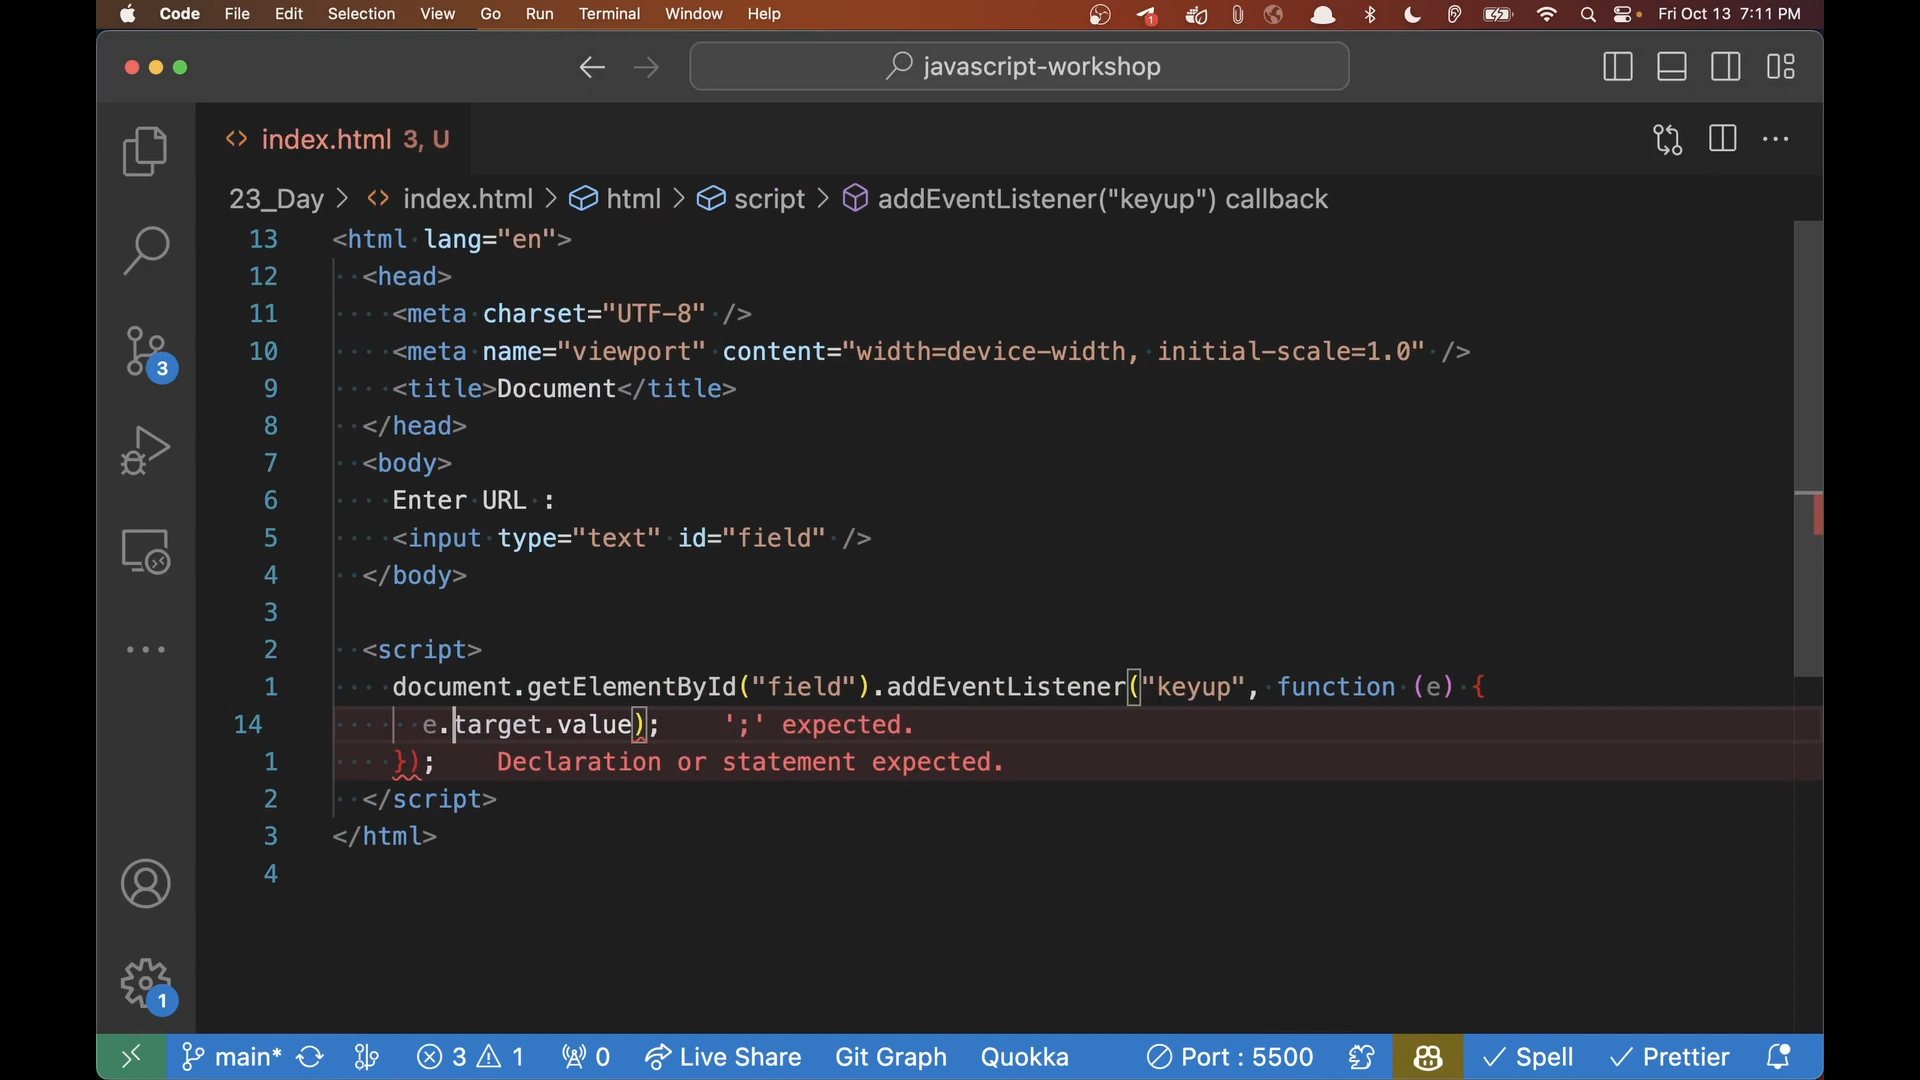 Code File Edit Selection View Go Run Terminal Window Help 1 Fri Oct 13 7:11 PM
javascript-workshop
index.html 3, U
23_Day > index.html > html > script > addEventListener("keyup") callback
13 <html lang="en">
12 <head>
11 <meta charset="UTF-8" />
10 <meta name="viewport" content="width=device-width, initial-scale=1.0" />
9 <title>Document</title>
8 </head>
7 <body>
6 Enter URL :
5 <input type="text" id="field" />
4 </body>
3
2 <script>
1 document.getElementById("field").addEventListener("keyup", function (e) {
14 e.target.value); ';' expected.
1 }); Declaration or statement expected.
2 </script>
3 </html>
4
3
1
main* 3 1 0 Live Share Git Graph Quokka Port : 5500 Spell Prettier